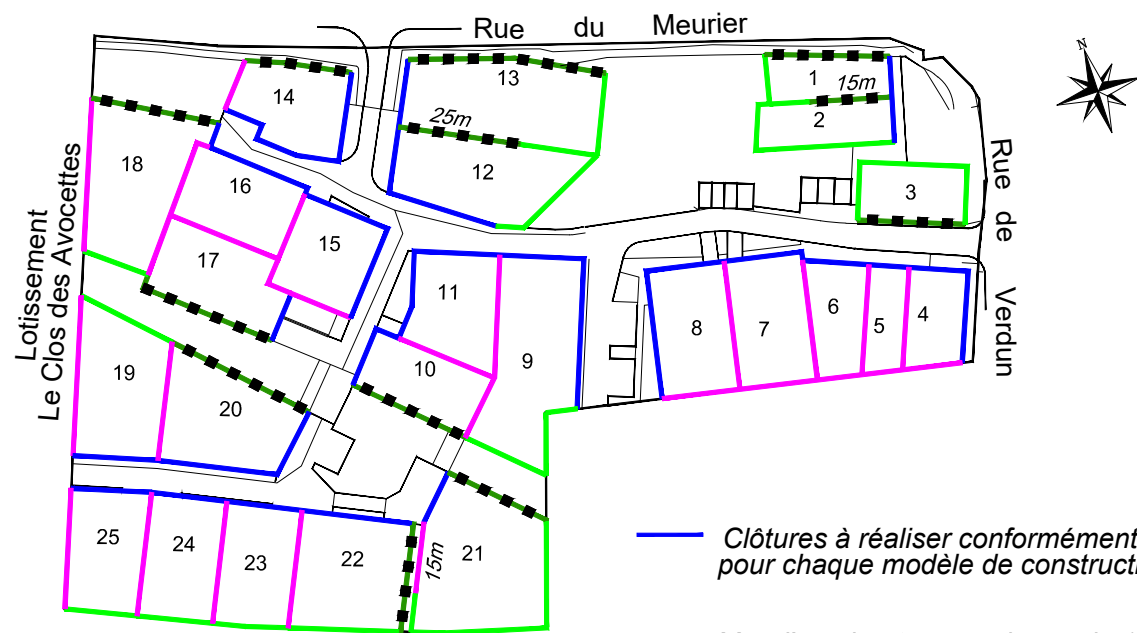 Rue du Meurier
N
13
1
15m
14
2
25m
18
12
3
16
Rue de Verdun
15
17
11
6
4
8
7
5
9
10
19
20
Lotissement
Le Clos des Avocettes
25
24
23
22
15m
21
Clôtures à réaliser conformément
pour chaque modèle de constructi